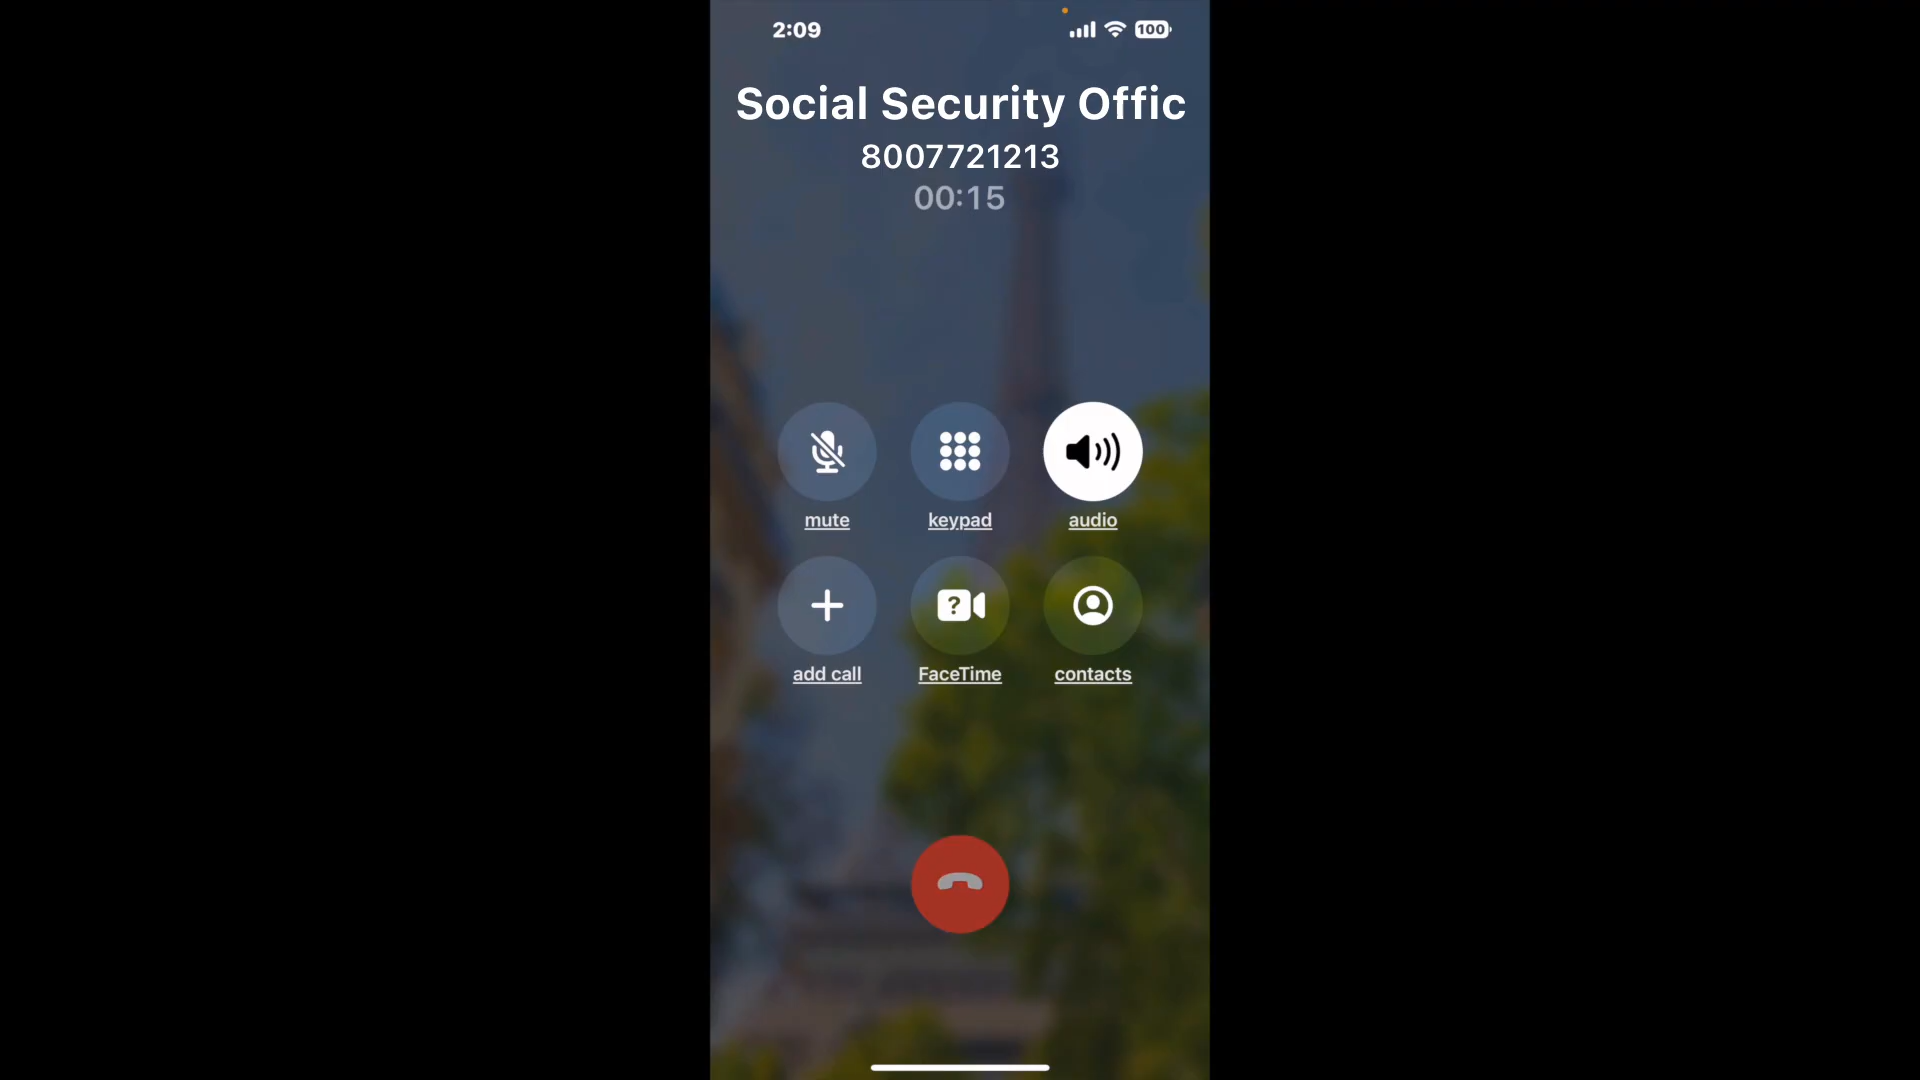 2:09
100
Social Security Offic
8007721213
00:15
mute
keypad
audio
?
add call
FaceTime
contacts